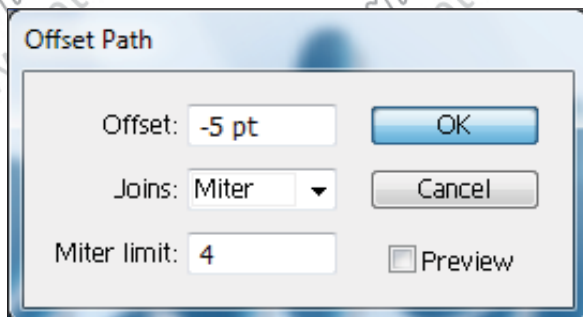 Offset Path
Offset: -5 pt
OK
Joins: Miter
Cancel
Miter limit: 4
Preview